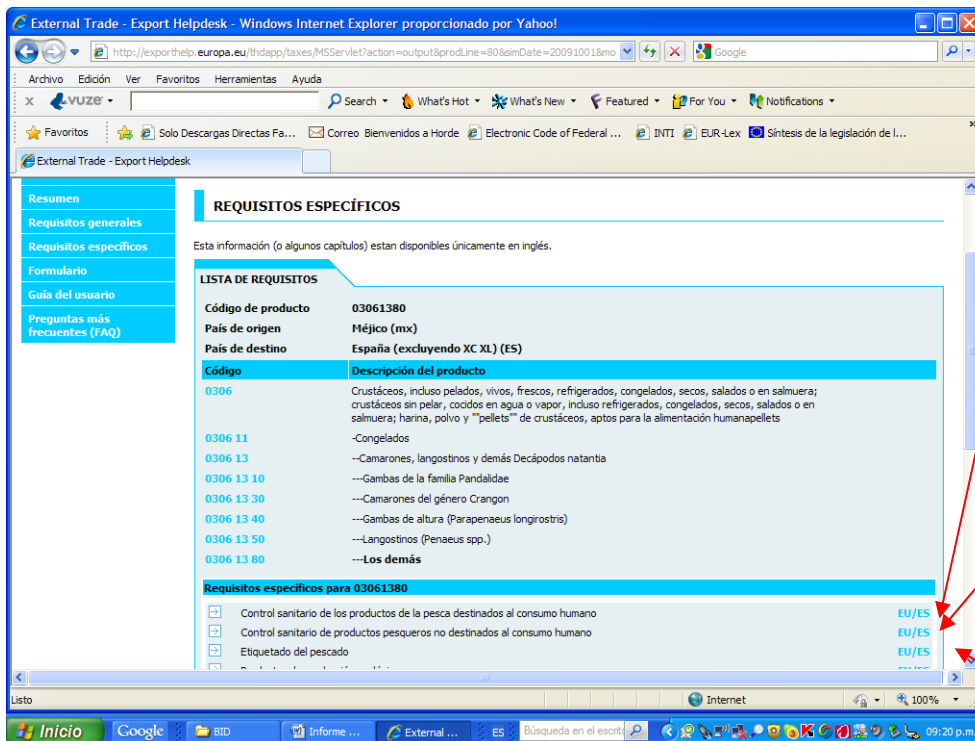 External Trade - Export Helpdesk - Windows Internet Explorer proporcionado por Yahoo!
http://exporthelp.europa.eu/thdapp/taxes/MSServlet?action=output&prodLine=80&simDate=20091001&mo
Google
Archivo Edición Ver Favoritos Herramientas Ayuda
x vuze Search What's Hot What's New Featured For You Notifications
Favoritos Solo Descargas Directas Fa... Correo Bienvenidos a Horde Electronic Code of Federal ... INTI EUR-Lex Síntesis de la legislación de l... »
External Trade - Export Helpdesk
Resumen
Requisitos generales
Requisitos específicos
Formulario
Guía del usuario
Preguntas más
frecuentes (FAQ)
REQUISITOS ESPECÍFICOS
Esta información (o algunos capítulos) estan disponibles únicamente en inglés.
LISTA DE REQUISITOS
Código de producto 03061380
País de origen Méjico (mx)
País de destino España (excluyendo XC XL) (ES)
Código Descripción del producto
0306 Crustáceos, incluso pelados, vivos, frescos, refrigerados, congelados, secos, salados o en salmuera;
crustáceos sin pelar, cocidos en agua o vapor, incluso refrigerados, congelados, secos, salados o en
salmuera; harina, polvo y ""pellets"" de crustáceos, aptos para la alimentación humanapellets
0306 11 -Congelados
0306 13 --Camarones, langostinos y demás Decápodos natantia
0306 13 10 ---Gambas de la familia Pandalidae
0306 13 30 ---Camarones del género Crangon
0306 13 40 ---Gambas de altura (Parapenaeus longirostris)
0306 13 50 ---Langostinos (Penaeus spp.)
0306 13 80 ---Los demás
Requisitos específicos para 03061380
Control sanitario de los productos de la pesca destinados al consumo humano EU/ES
Control sanitario de productos pesqueros no destinados al consumo humano EU/ES
Etiquetado del pescado EU/ES
Listo Internet 100%
Inicio Google BID Informe ... External ... ES Búsqueda en el escrito 09:20 p.m.